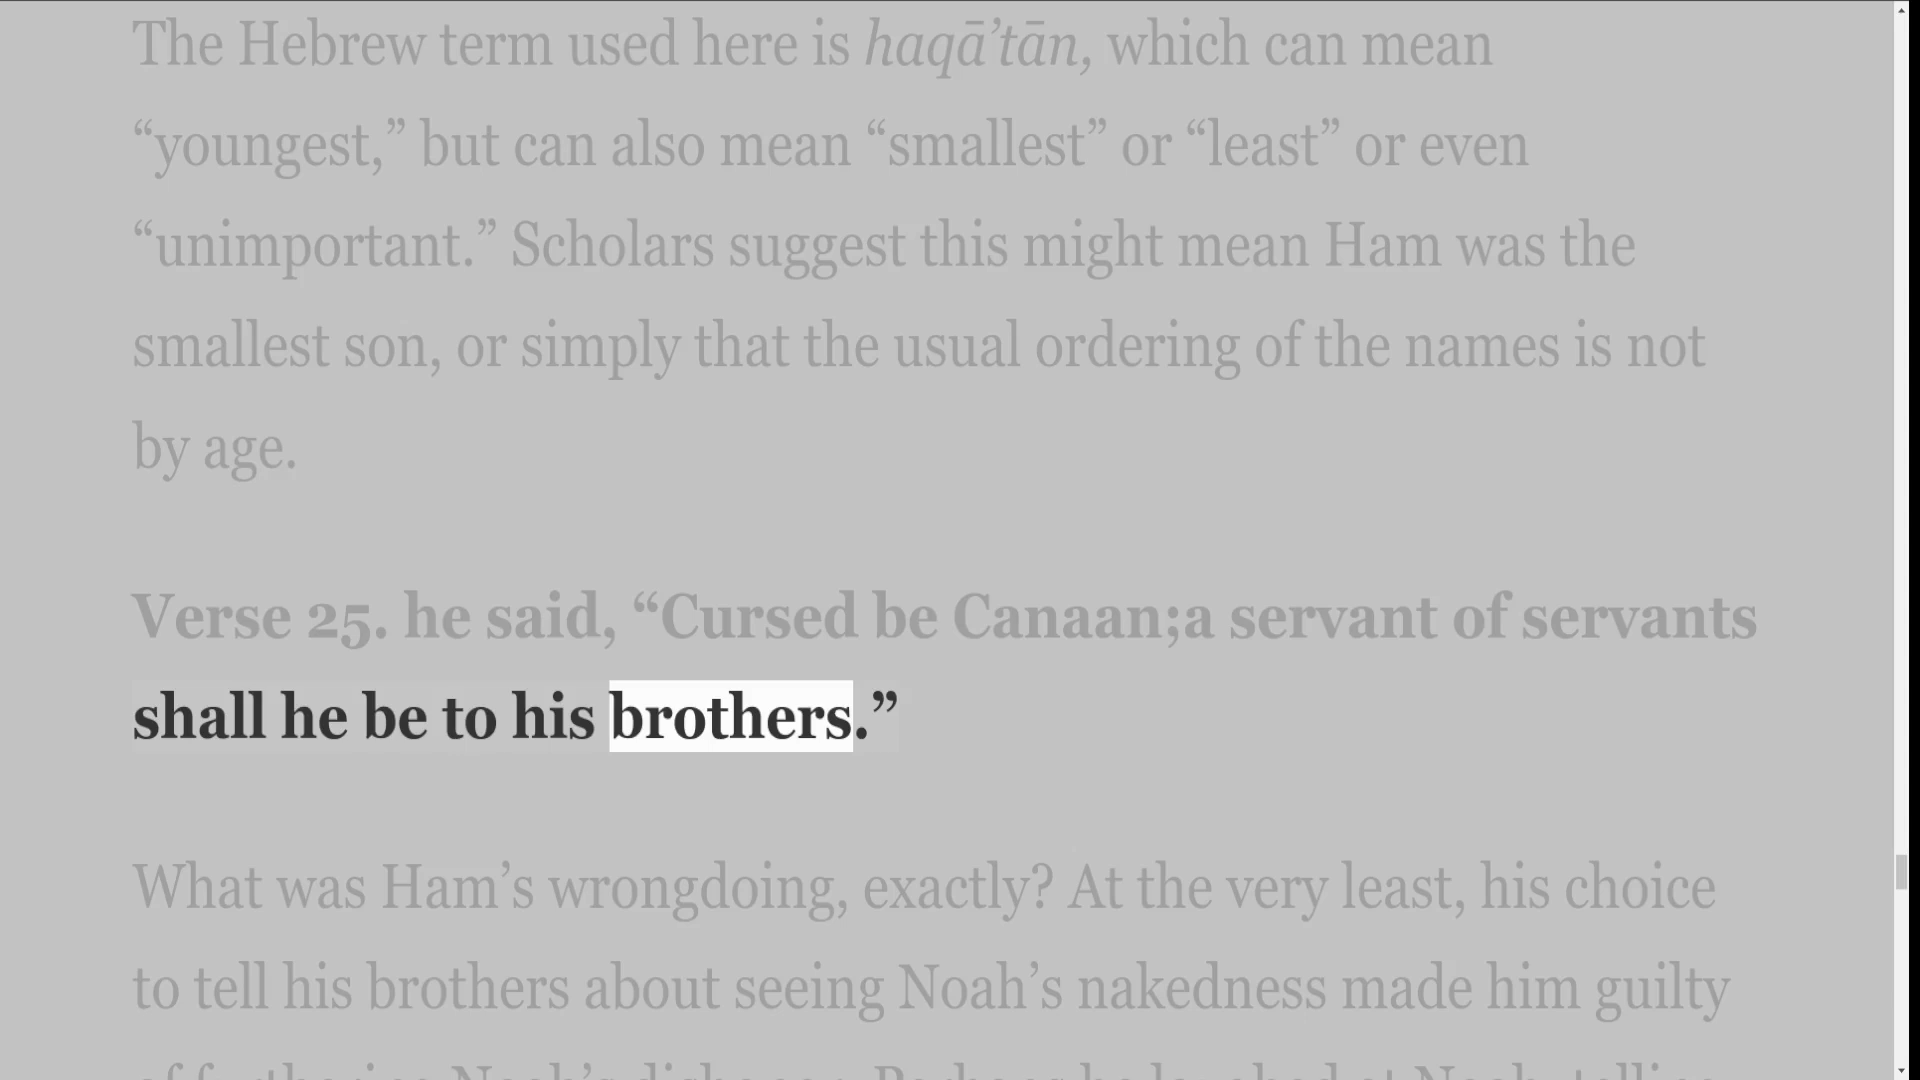 The Hebrew term used here is haqā’tān, which can mean
“youngest,” but can also mean “smallest” or “least” or even
“unimportant.” Scholars suggest this might mean Ham was the
smallest son, or simply that the usual ordering of the names is not
by age.
Verse 25. he said, “Cursed be Canaan;a servant of servants
shall he be to his brothers.”
What was Ham’s wrongdoing, exactly? At the very least, his choice
to tell his brothers about seeing Noah’s nakedness made him guilty